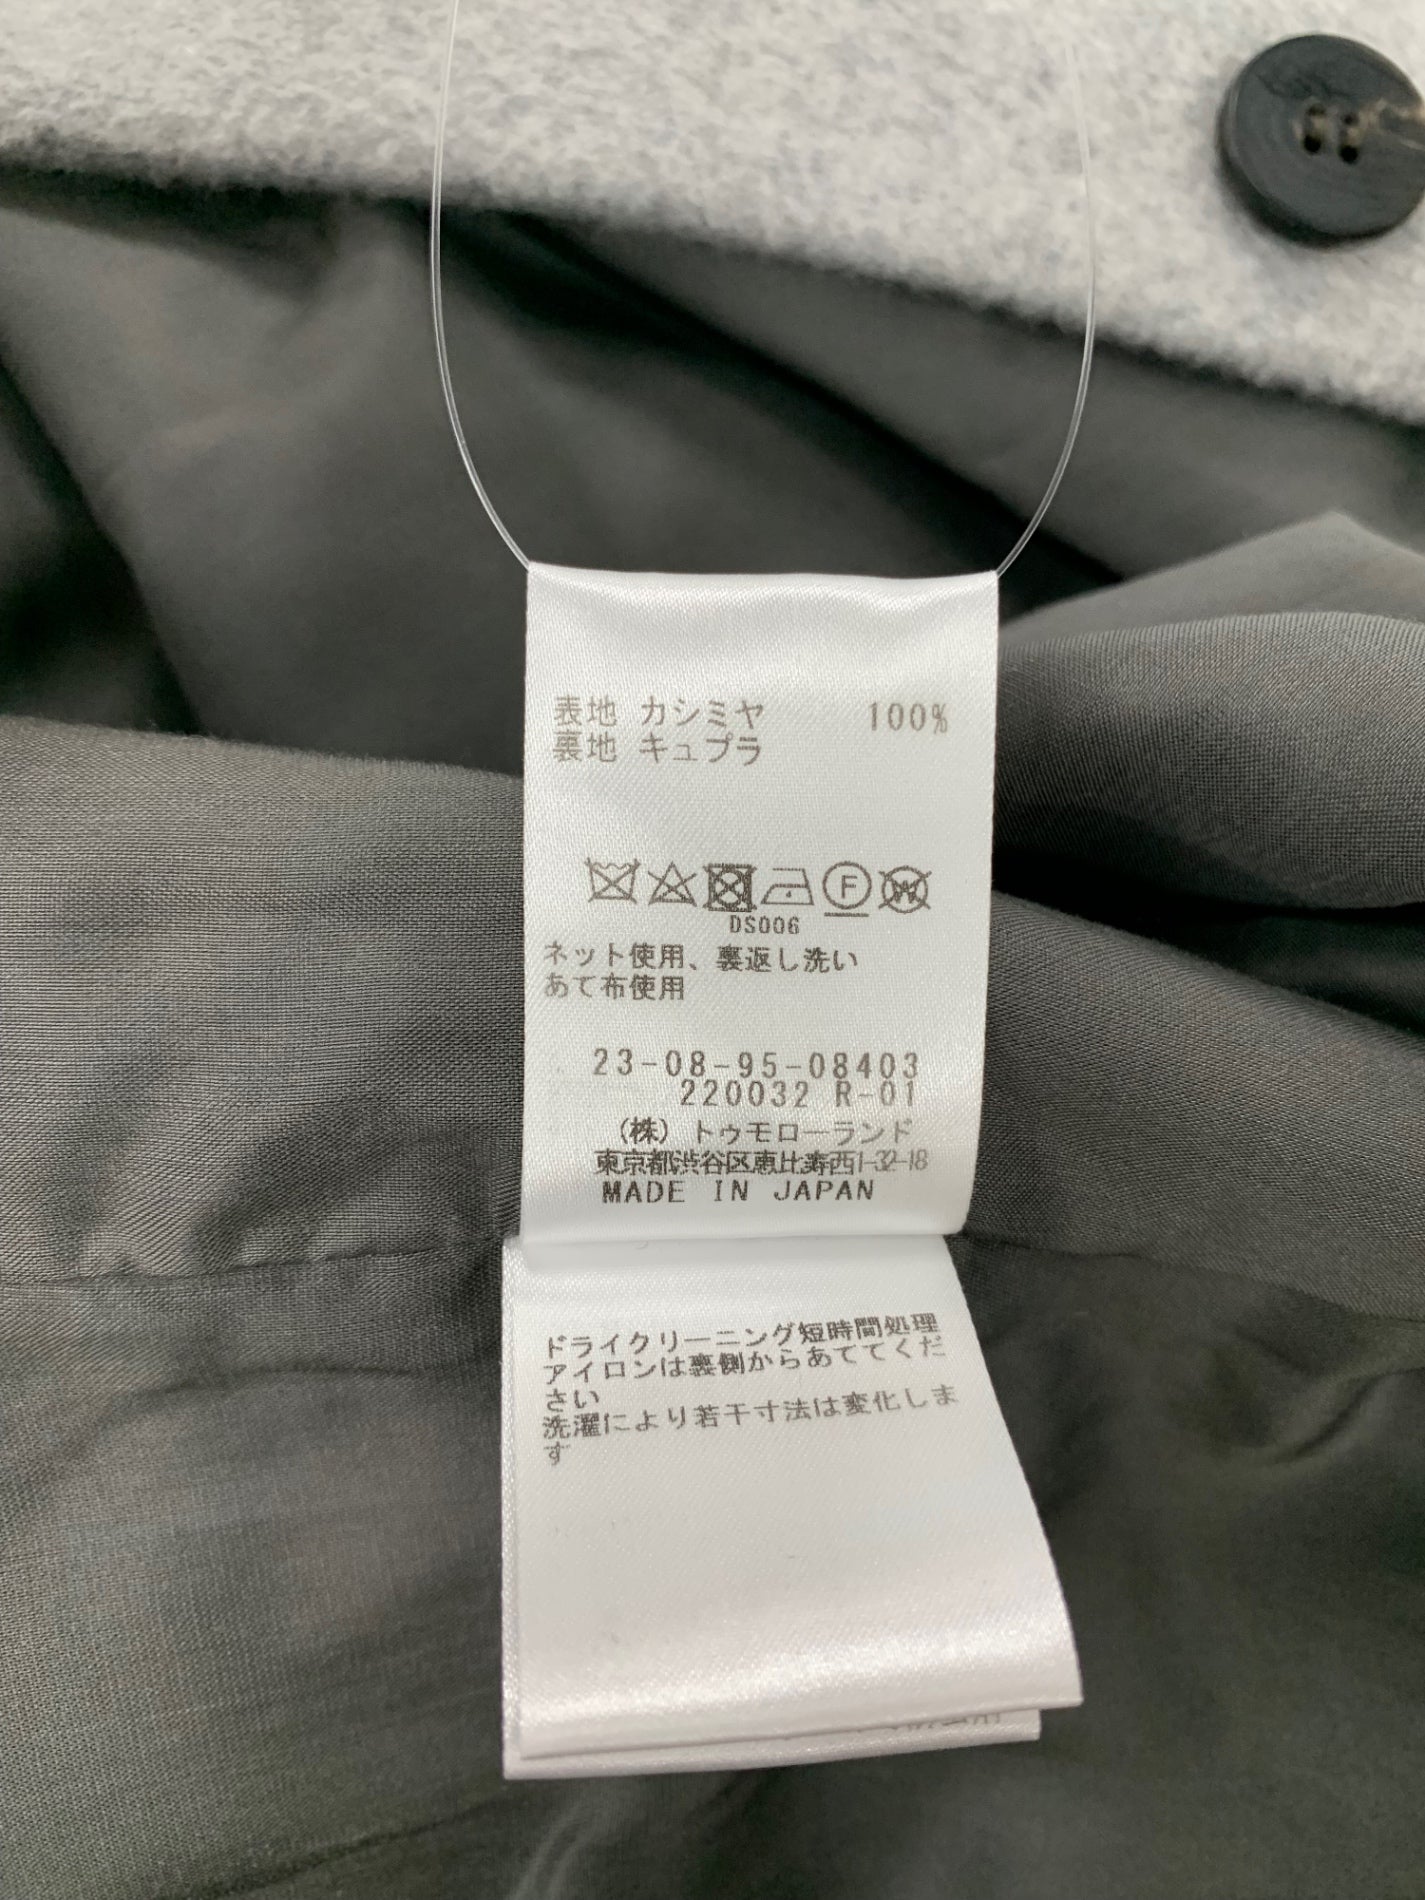 表地 カシミヤ 100%
裏地 キュプラ
F W
DS006
ネット使用、裏返し洗い
あて布使用
23-08-95-08403
220032 R-01
(株) トゥモローランド
東京都渋谷区恵比寿西1-32-18
MADE IN JAPAN
ドライクリーニング短時間処理
アイロンは裏側からあててくだ
さい
洗濯により若干寸法は変化しま
す